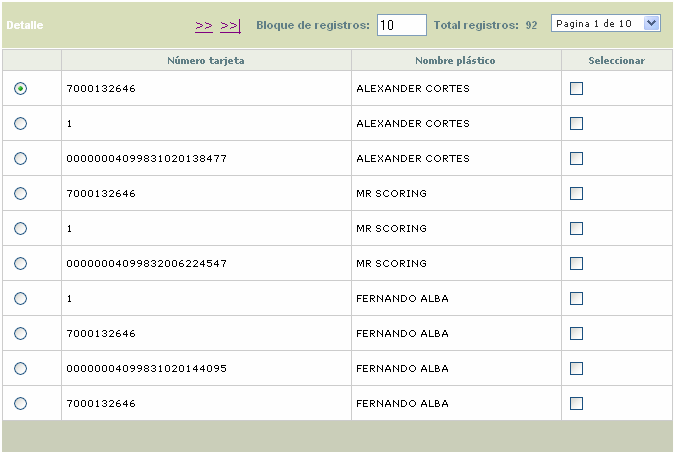 Detalle >> >>| Bloque de registros: 10 Total registros: 92 Pagina 1 de 10
Número tarjeta Nombre plástico Seleccionar
7000132646 ALEXANDER CORTES
1 ALEXANDER CORTES
00000004099831020138477 ALEXANDER CORTES
7000132646 MR SCORING
1 MR SCORING
00000004099832006224547 MR SCORING
1 FERNANDO ALBA
7000132646 FERNANDO ALBA
00000004099831020144095 FERNANDO ALBA
7000132646 FERNANDO ALBA